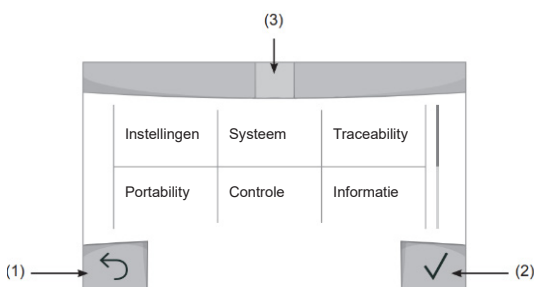 (3)
Instellingen Systeem Traceability
Portability Controle Informatie
(1) (2)